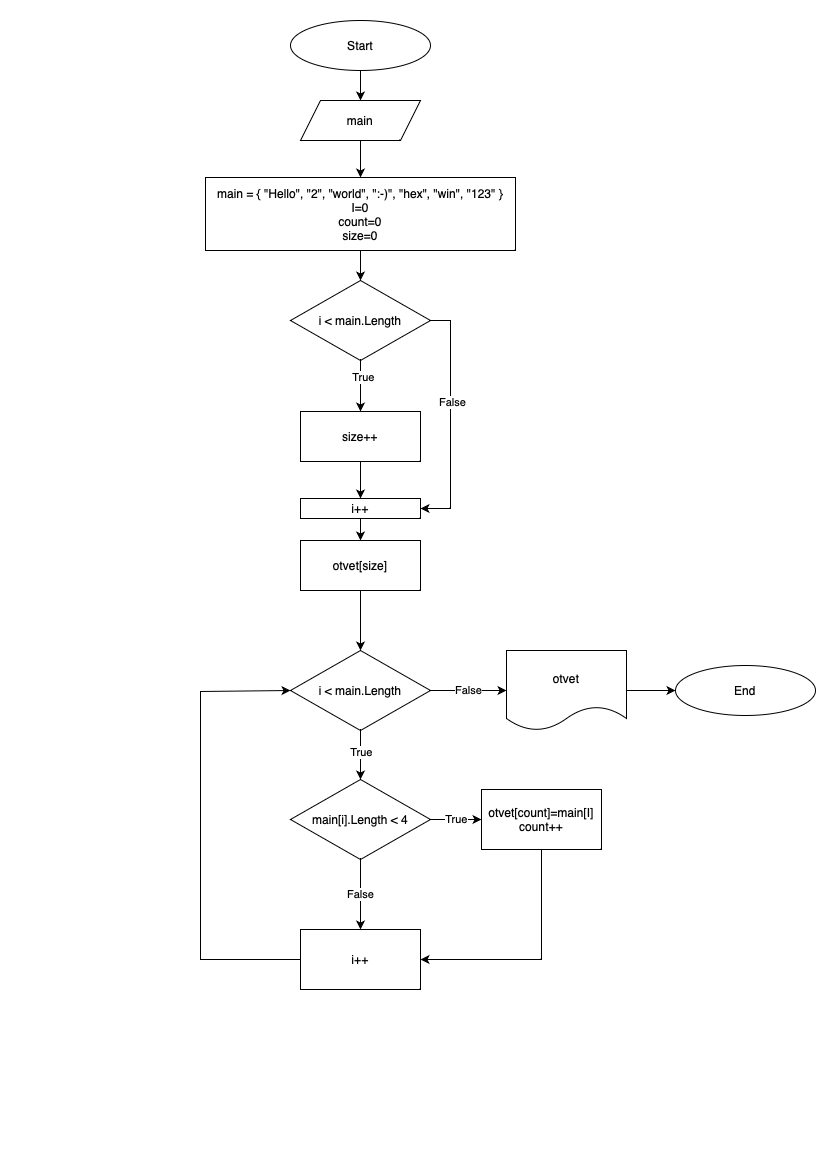 Start
main
main = { "Hello", "2", "world", ":-)", "hex", "win", "123" }
I=0
count=0
size=0
i < main.Length
True
False
size++
i++
otvet[size]
i < main.Length
False
otvet
End
True
main[i].Length < 4
True
otvet[count]=main[I]
count++
False
i++